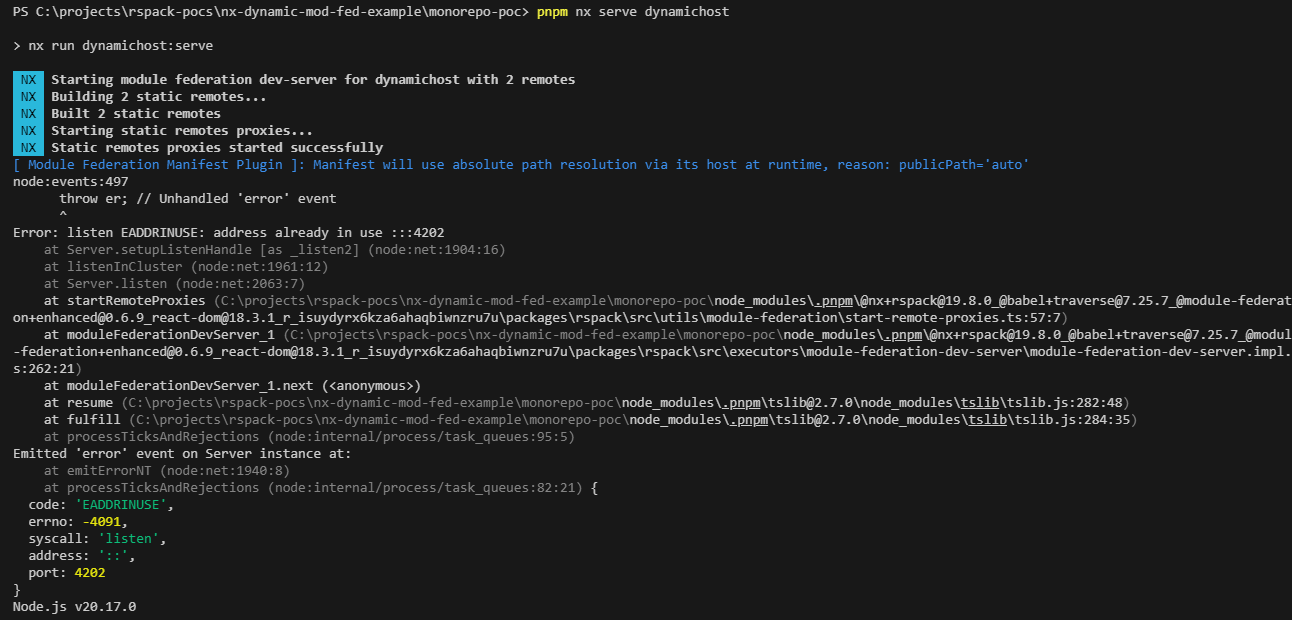 PS C:\projects\rspack-pocs\nx-dynamic-mod-fed-example\monorepo-poc> pnpm nx serve dynamichost
> nx run dynamichost:serve
NX Starting module federation dev-server for dynamichost with 2 remotes
NX Building 2 static remotes...
NX Built 2 static remotes
NX Starting static remotes proxies...
NX Static remotes proxies started successfully
[ Module Federation Manifest Plugin ]: Manifest will use absolute path resolution via its host at runtime, reason: publicPath='auto'
node:events:497
throw er; // Unhandled 'error' event
^
Error: listen EADDRINUSE: address already in use :::4202
at Server.setupListenHandle [as _listen2] (node:net:1904:16)
at listenInCluster (node:net:1961:12)
at Server.listen (node:net:2063:7)
at startRemoteProxies (C:\projects\rspack-pocs\nx-dynamic-mod-fed-example\monorepo-poc\node_modules\.pnpm\@nx+rspack@19.8.0_@babel+traverse@7.25.7_@module-federat
on+enhanced@0.6.9_react-dom@18.3.1_r_isuydyrx6kza6ahaqbiwnzru7u\packages\rspack\src\utils\module-federation\start-remote-proxies.ts:57:7)
at moduleFederationDevServer_1 (C:\projects\rspack-pocs\nx-dynamic-mod-fed-example\monorepo-poc\node_modules\.pnpm\@nx+rspack@19.8.0_@babel+traverse@7.25.7_@modul
-federation+enhanced@0.6.9_react-dom@18.3.1_r_isuydyrx6kza6ahaqbiwnzru7u\packages\rspack\src\executors\module-federation-dev-server\module-federation-dev-server.impl.
s:262:21)
at moduleFederationDevServer_1.next (<anonymous>)
at resume (C:\projects\rspack-pocs\nx-dynamic-mod-fed-example\monorepo-poc\node_modules\.pnpm\tslib@2.7.0\node_modules\tslib\tslib.js:282:48)
at fulfill (C:\projects\rspack-pocs\nx-dynamic-mod-fed-example\monorepo-poc\node_modules\.pnpm\tslib@2.7.0\node_modules\tslib\tslib.js:284:35)
at processTicksAndRejections (node:internal/process/task_queues:95:5)
Emitted 'error' event on Server instance at:
at emitErrorNT (node:net:1940:8)
at processTicksAndRejections (node:internal/process/task_queues:82:21) {
code: 'EADDRINUSE',
errno: -4091,
syscall: 'listen',
address: '::',
port: 4202
}
Node.js v20.17.0